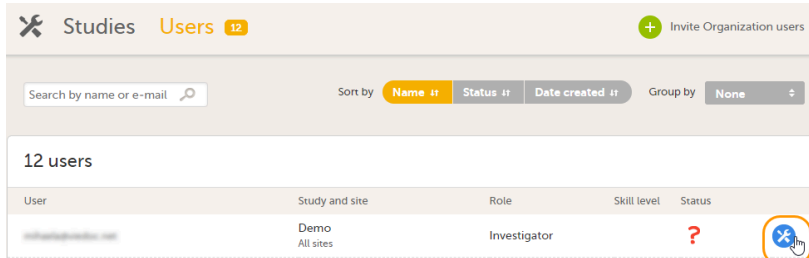 Studies Users 12 + Invite Organization users
Search by name or e-mail Sort by Name Status Date created Group by None
12 users
User Study and site Role Skill level Status
Demo
All sites
Investigator ?